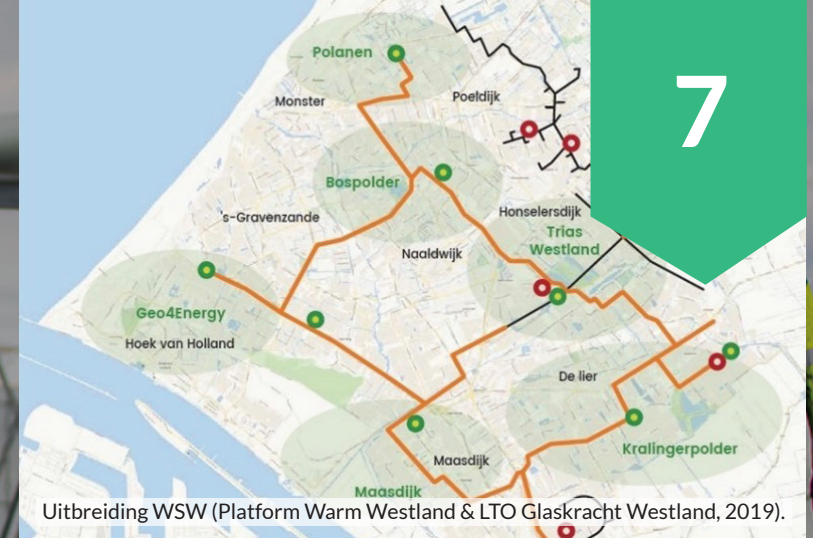 7
Polanen
Monster
Poeldijk
Bospolder
's-Gravenzande
Honselersdijk
Trias
Westland
Naaldwijk
Geo4Energy
Hoek van Holland
De lier
Kralingerpolder
Maasdijk
Maasdijk
Uitbreiding WSW (Platform Warm Westland & LTO Glaskracht Westland, 2019).